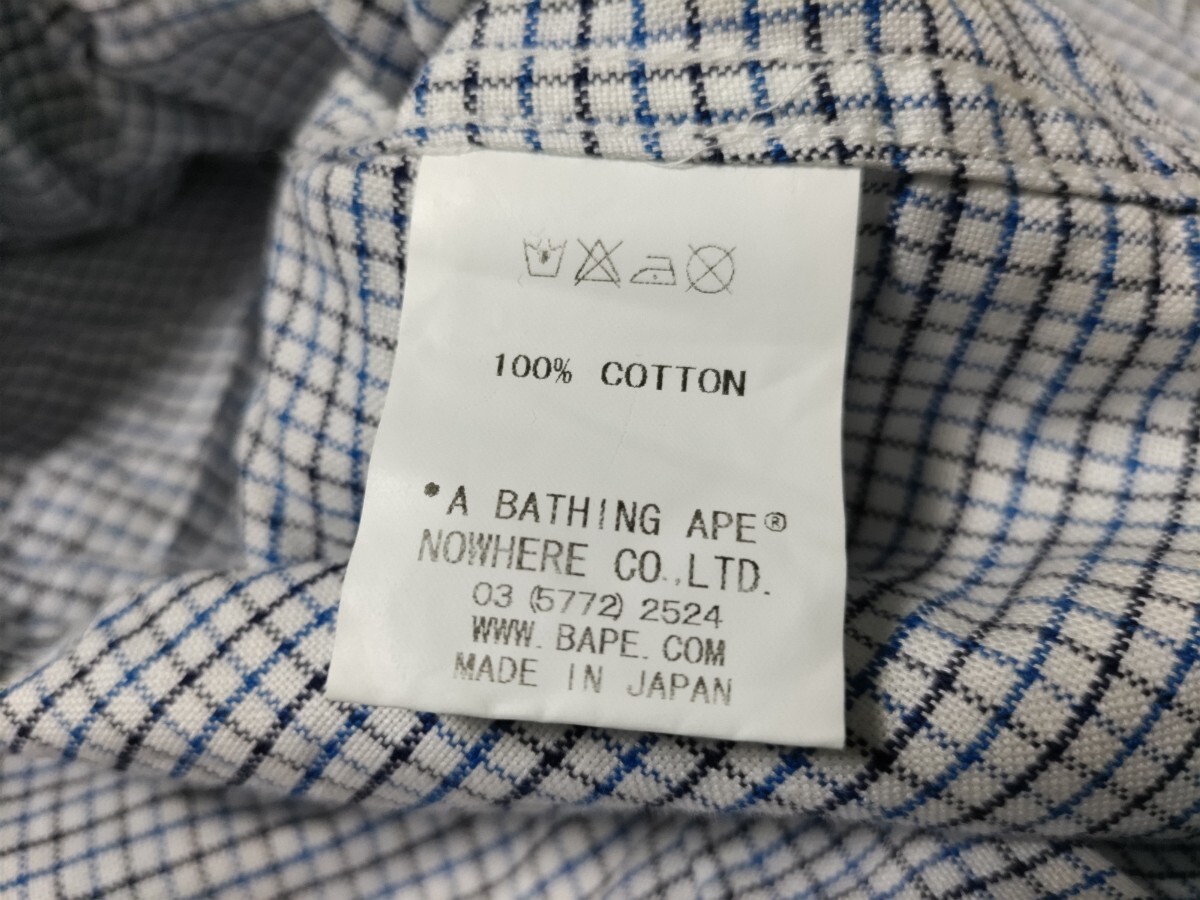 100% COTTON
*A BATHING APE®
NOWHERE CO.,LTD.
03 (5772) 2524
WWW. BAPE. COM
MADE IN JAPAN